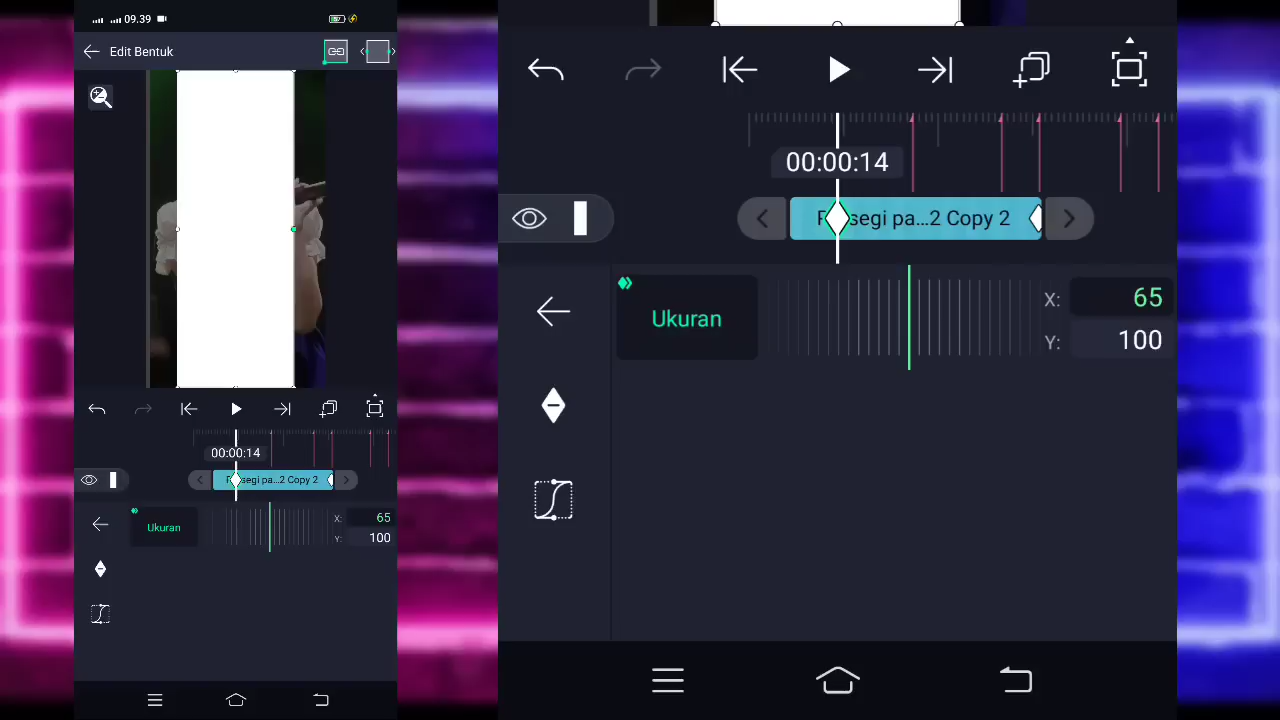 09.39
Edit Bentuk
00:00:14
segi pa...2 Copy 2
Ukuran
X: 65
Y: 100
00:00:14
segi pa...2 Copy 2
Ukuran
X: 65
Y: 100